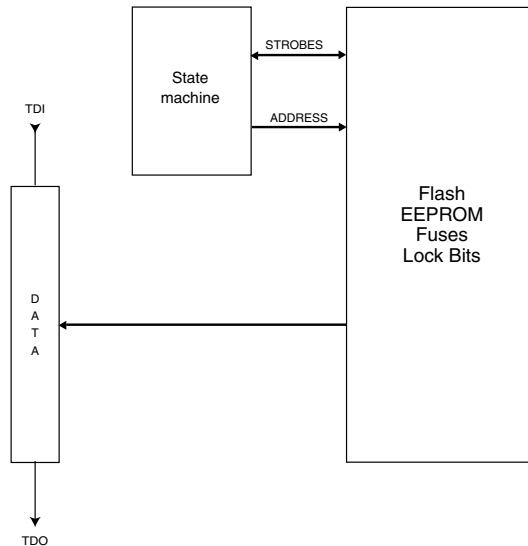 STROBES
State
machine
ADDRESS
TDI
Flash
EEPROM
Fuses
Lock Bits
D
A
T
A
TDO